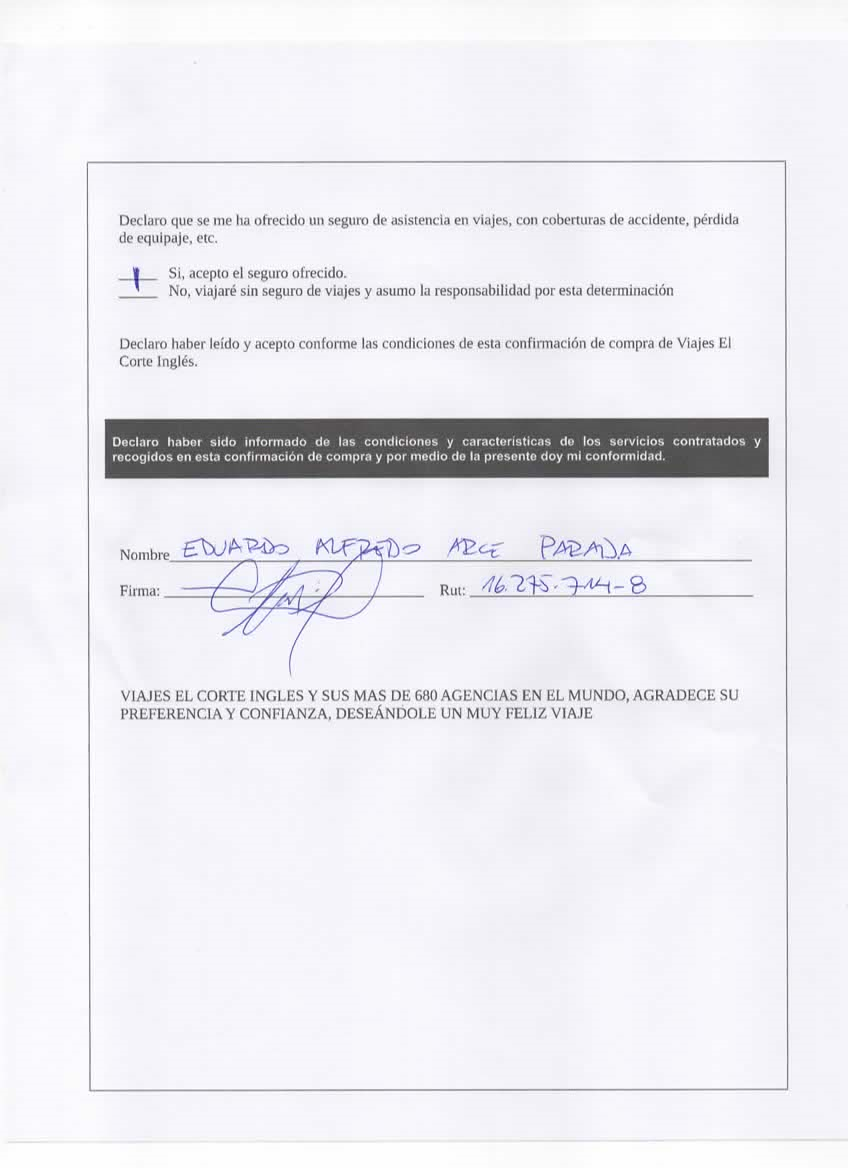 Declaro que se me ha ofrecido un seguro de asistencia en viajes, con coberturas de accidente, pérdida
de equipaje, etc.
Si, acepto el seguro ofrecido.
No, viajaré sin seguro de viajes y asumo la responsabilidad por esta determinación
Declaro haber leído y acepto conforme las condiciones de esta confirmación de compra de Viajes El
Corte Inglés.
Declaro haber sido informado de las condiciones y características de los servicios contratados y
recogidos en esta confirmación de compra y por medio de la presente doy mi conformidad.
Nombre EDUARDO ALFREDO ARCE PARADA
Firma: Rut: 16.275.714-8
VIAJES EL CORTE INGLES Y SUS MAS DE 680 AGENCIAS EN EL MUNDO, AGRADECE SU
PREFERENCIA Y CONFIANZA, DESEÁNDOLE UN MUY FELIZ VIAJE